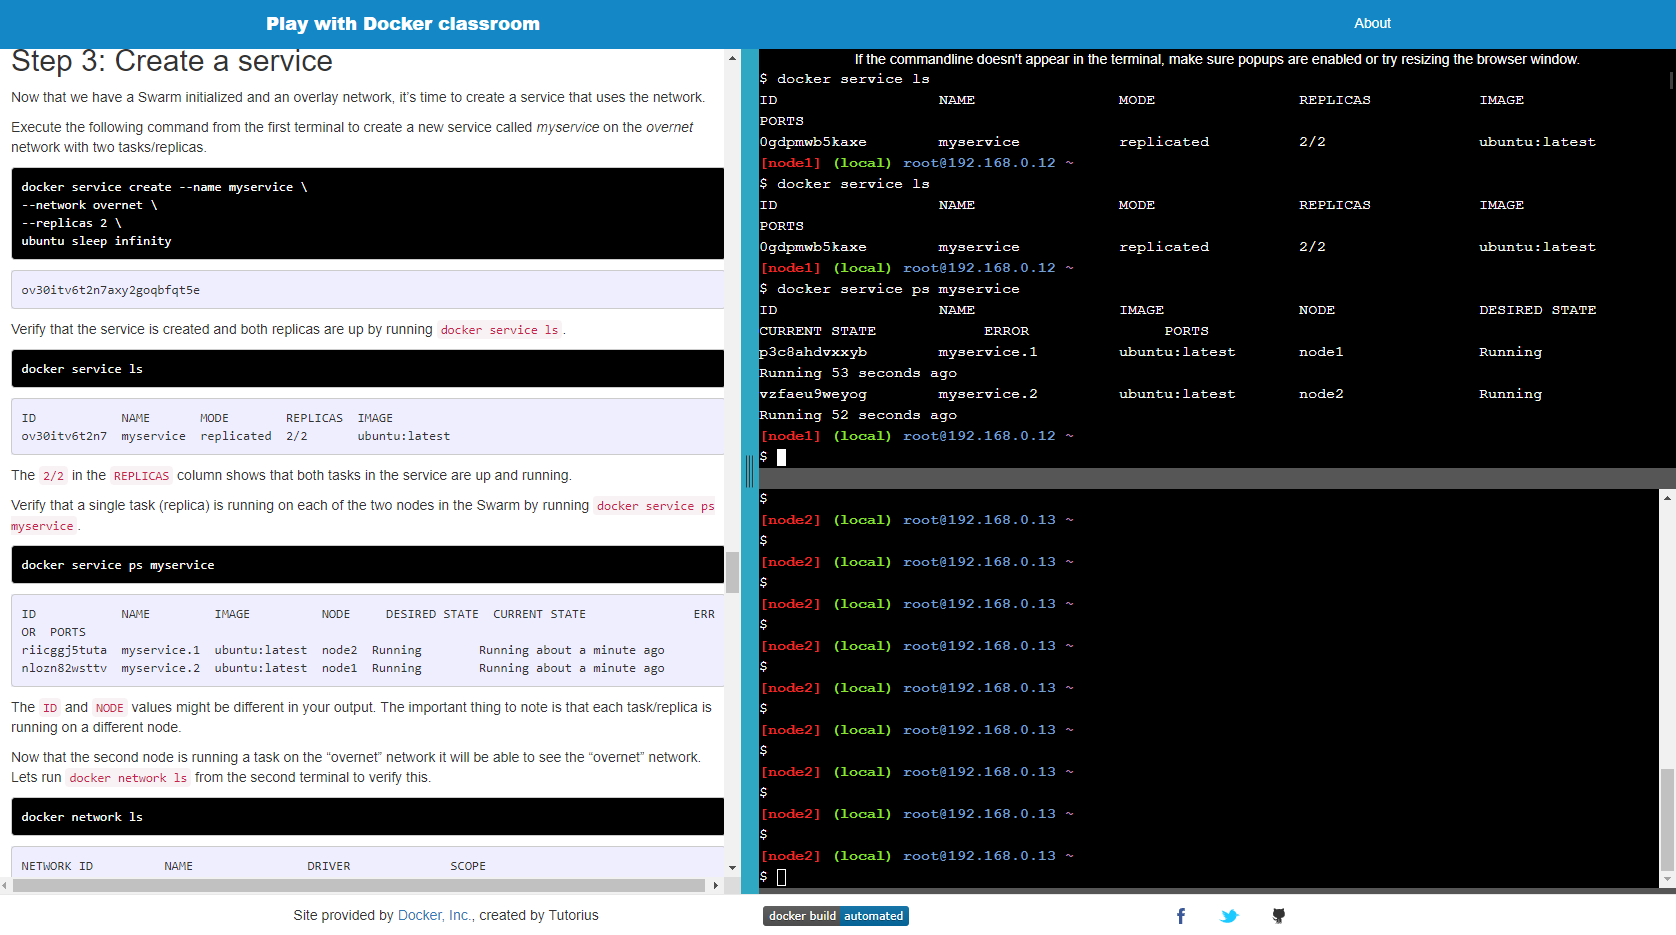 Play with Docker classroom
About
Step 3: Create a service
Now that we have a Swarm initialized and an overlay network, it's time to create a service that uses the network.
Execute the following command from the first terminal to create a new service called myservice on the overnet
network with two tasks/replicas.
docker service create --name myservice \
--network overnet \
--replicas 2 \
ubuntu sleep infinity
ov30itv6t2n7axy2goqbfqt5e
Verify that the service is created and both replicas are up by running docker service ls .
docker service ls
ID NAME MODE REPLICAS IMAGE
ov30itv6t2n7 myservice replicated 2/2 ubuntu:latest
The 2/2 in the REPLICAS column shows that both tasks in the service are up and running.
Verify that a single task (replica) is running on each of the two nodes in the Swarm by running docker service ps
myservice .
docker service ps myservice
ID NAME IMAGE NODE DESIRED STATE CURRENT STATE ERR
OR PORTS
riicggj5tuta myservice.1 ubuntu:latest node2 Running Running about a minute ago
nlozn82wsttv myservice.2 ubuntu:latest node1 Running Running about a minute ago
The ID and NODE values might be different in your output. The important thing to note is that each task/replica is
running on a different node.
Now that the second node is running a task on the “overnet” network it will be able to see the “overnet” network.
Lets run docker network ls from the second terminal to verify this.
docker network ls
NETWORK ID NAME DRIVER SCOPE
If the commandline doesn't appear in the terminal, make sure popups are enabled or try resizing the browser window.
$ docker service ls
ID NAME MODE REPLICAS IMAGE
PORTS
0gdpmwb5kaxe myservice replicated 2/2 ubuntu:latest
[node1] (local) root@192.168.0.12 ~
$ docker service ls
ID NAME MODE REPLICAS IMAGE
PORTS
0gdpmwb5kaxe myservice replicated 2/2 ubuntu:latest
[node1] (local) root@192.168.0.12 ~
$ docker service ps myservice
ID NAME IMAGE NODE DESIRED STATE
CURRENT STATE ERROR PORTS
p3c8ahdvxxyb myservice.1 ubuntu:latest node1 Running
Running 53 seconds ago
vzfaeu9weyog myservice.2 ubuntu:latest node2 Running
Running 52 seconds ago
[node1] (local) root@192.168.0.12 ~
$
$
[node2] (local) root@192.168.0.13 ~
$
[node2] (local) root@192.168.0.13 ~
$
[node2] (local) root@192.168.0.13 ~
$
[node2] (local) root@192.168.0.13 ~
$
[node2] (local) root@192.168.0.13 ~
$
[node2] (local) root@192.168.0.13 ~
$
[node2] (local) root@192.168.0.13 ~
$
[node2] (local) root@192.168.0.13 ~
$
[node2] (local) root@192.168.0.13 ~
$
Site provided by Docker, Inc., created by Tutorius
docker build automated